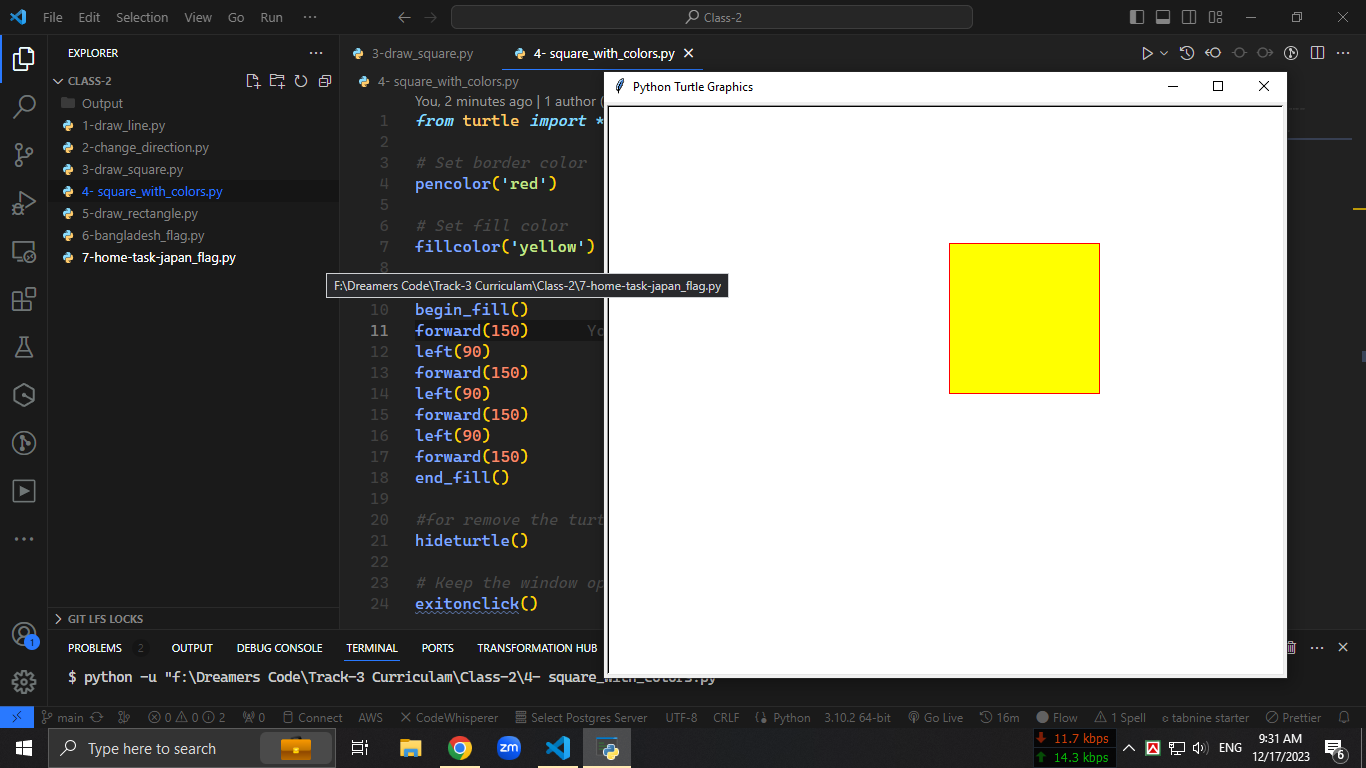 File Edit Selection View Go Run ···
Class-2
EXPLORER ···
CLASS-2
Output
1-draw_line.py
2-change_direction.py
3-draw_square.py
4- square_with_colors.py
5-draw_rectangle.py
6-bangladesh_flag.py
7-home-task-japan_flag.py
GIT LFS LOCKS
3-draw_square.py 4- square_with_colors.py
4- square_with_colors.py
You, 2 minutes ago | 1 author (
1 from turtle import *
2
3 # Set border color
4 pencolor('red')
5
6 # Set fill color
7 fillcolor('yellow')
8
F:\Dreamers Code\Track-3 Curriculam\Class-2\7-home-task-japan_flag.py
10 begin_fill()
11 forward(150) Yo
12 left(90)
13 forward(150)
14 left(90)
15 forward(150)
16 left(90)
17 forward(150)
18 end_fill()
19
20 #for remove the turt
21 hideturtle()
22
23 # Keep the window op
24 exitonclick()
Python Turtle Graphics
PROBLEMS 2 OUTPUT DEBUG CONSOLE TERMINAL PORTS TRANSFORMATION HUB
$ python -u "f:\Dreamers Code\Track-3 Curriculam\Class-2\4- square_with_colors.py"
1
main 0 0 2 0 Connect AWS CodeWhisperer Select Postgres Server UTF-8 CRLF Python 3.10.2 64-bit Go Live 16m Flow 1 Spell tabnine starter Prettier
Type here to search
zm
11.7 kbps
14.3 kbps
ENG
9:31 AM
12/17/2023
6